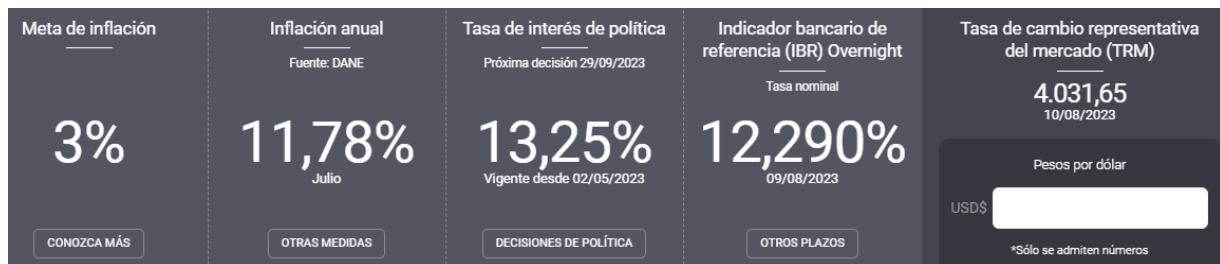 Meta de inflación
3%
CONOZCA MÁS
Inflación anual
Fuente: DANE
11,78%
Julio
OTRAS MEDIDAS
Tasa de interés de política
Próxima decisión 29/09/2023
13,25%
Vigente desde 02/05/2023
DECISIONES DE POLÍTICA
Indicador bancario de
referencia (IBR) Overnight
Tasa nominal
12,290%
09/08/2023
OTROS PLAZOS
Tasa de cambio representativa
del mercado (TRM)
4.031,65
10/08/2023
Pesos por dólar
USD$
*Sólo se admiten números